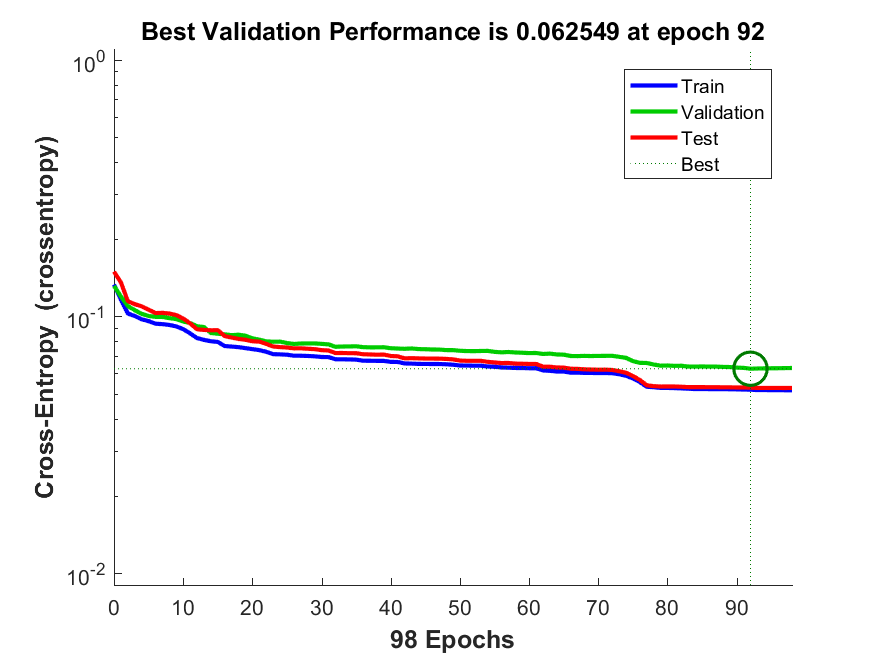 Best Validation Performance is 0.062549 at epoch 92
Cross-Entropy (crossentropy)
10^0
10^-1
10^-2
Train
Validation
Test
Best
0 10 20 30 40 50 60 70 80 90
98 Epochs